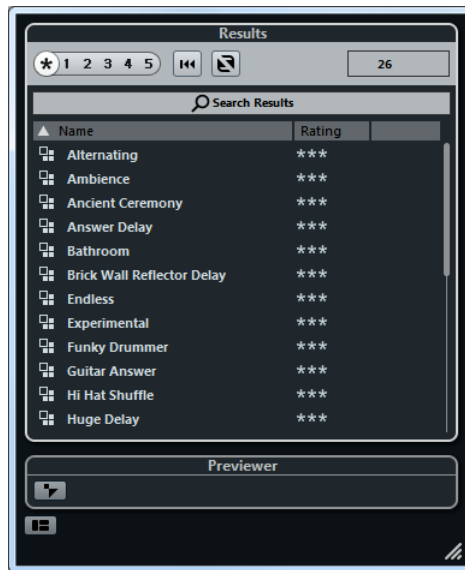 Results
* 1 2 3 4 5 26
Search Results
Name Rating
Alternating ***
Ambience ***
Ancient Ceremony ***
Answer Delay ***
Bathroom ***
Brick Wall Reflector Delay ***
Endless ***
Experimental ***
Funky Drummer ***
Guitar Answer ***
Hi Hat Shuffle ***
Huge Delay ***
Previewer